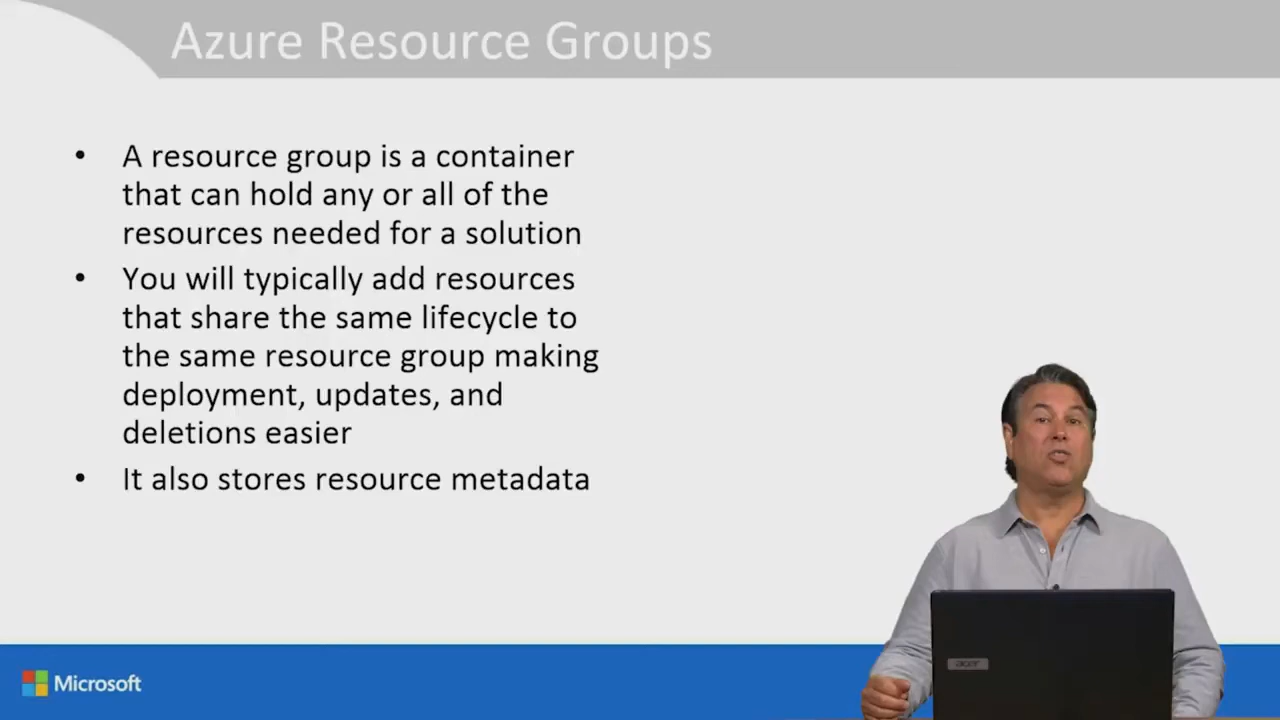 Azure Resource Groups
• A resource group is a container
that can hold any or all of the
resources needed for a solution
• You will typically add resources
that share the same lifecycle to
the same resource group making
deployment, updates, and
deletions easier
• It also stores resource metadata
acer
Microsoft